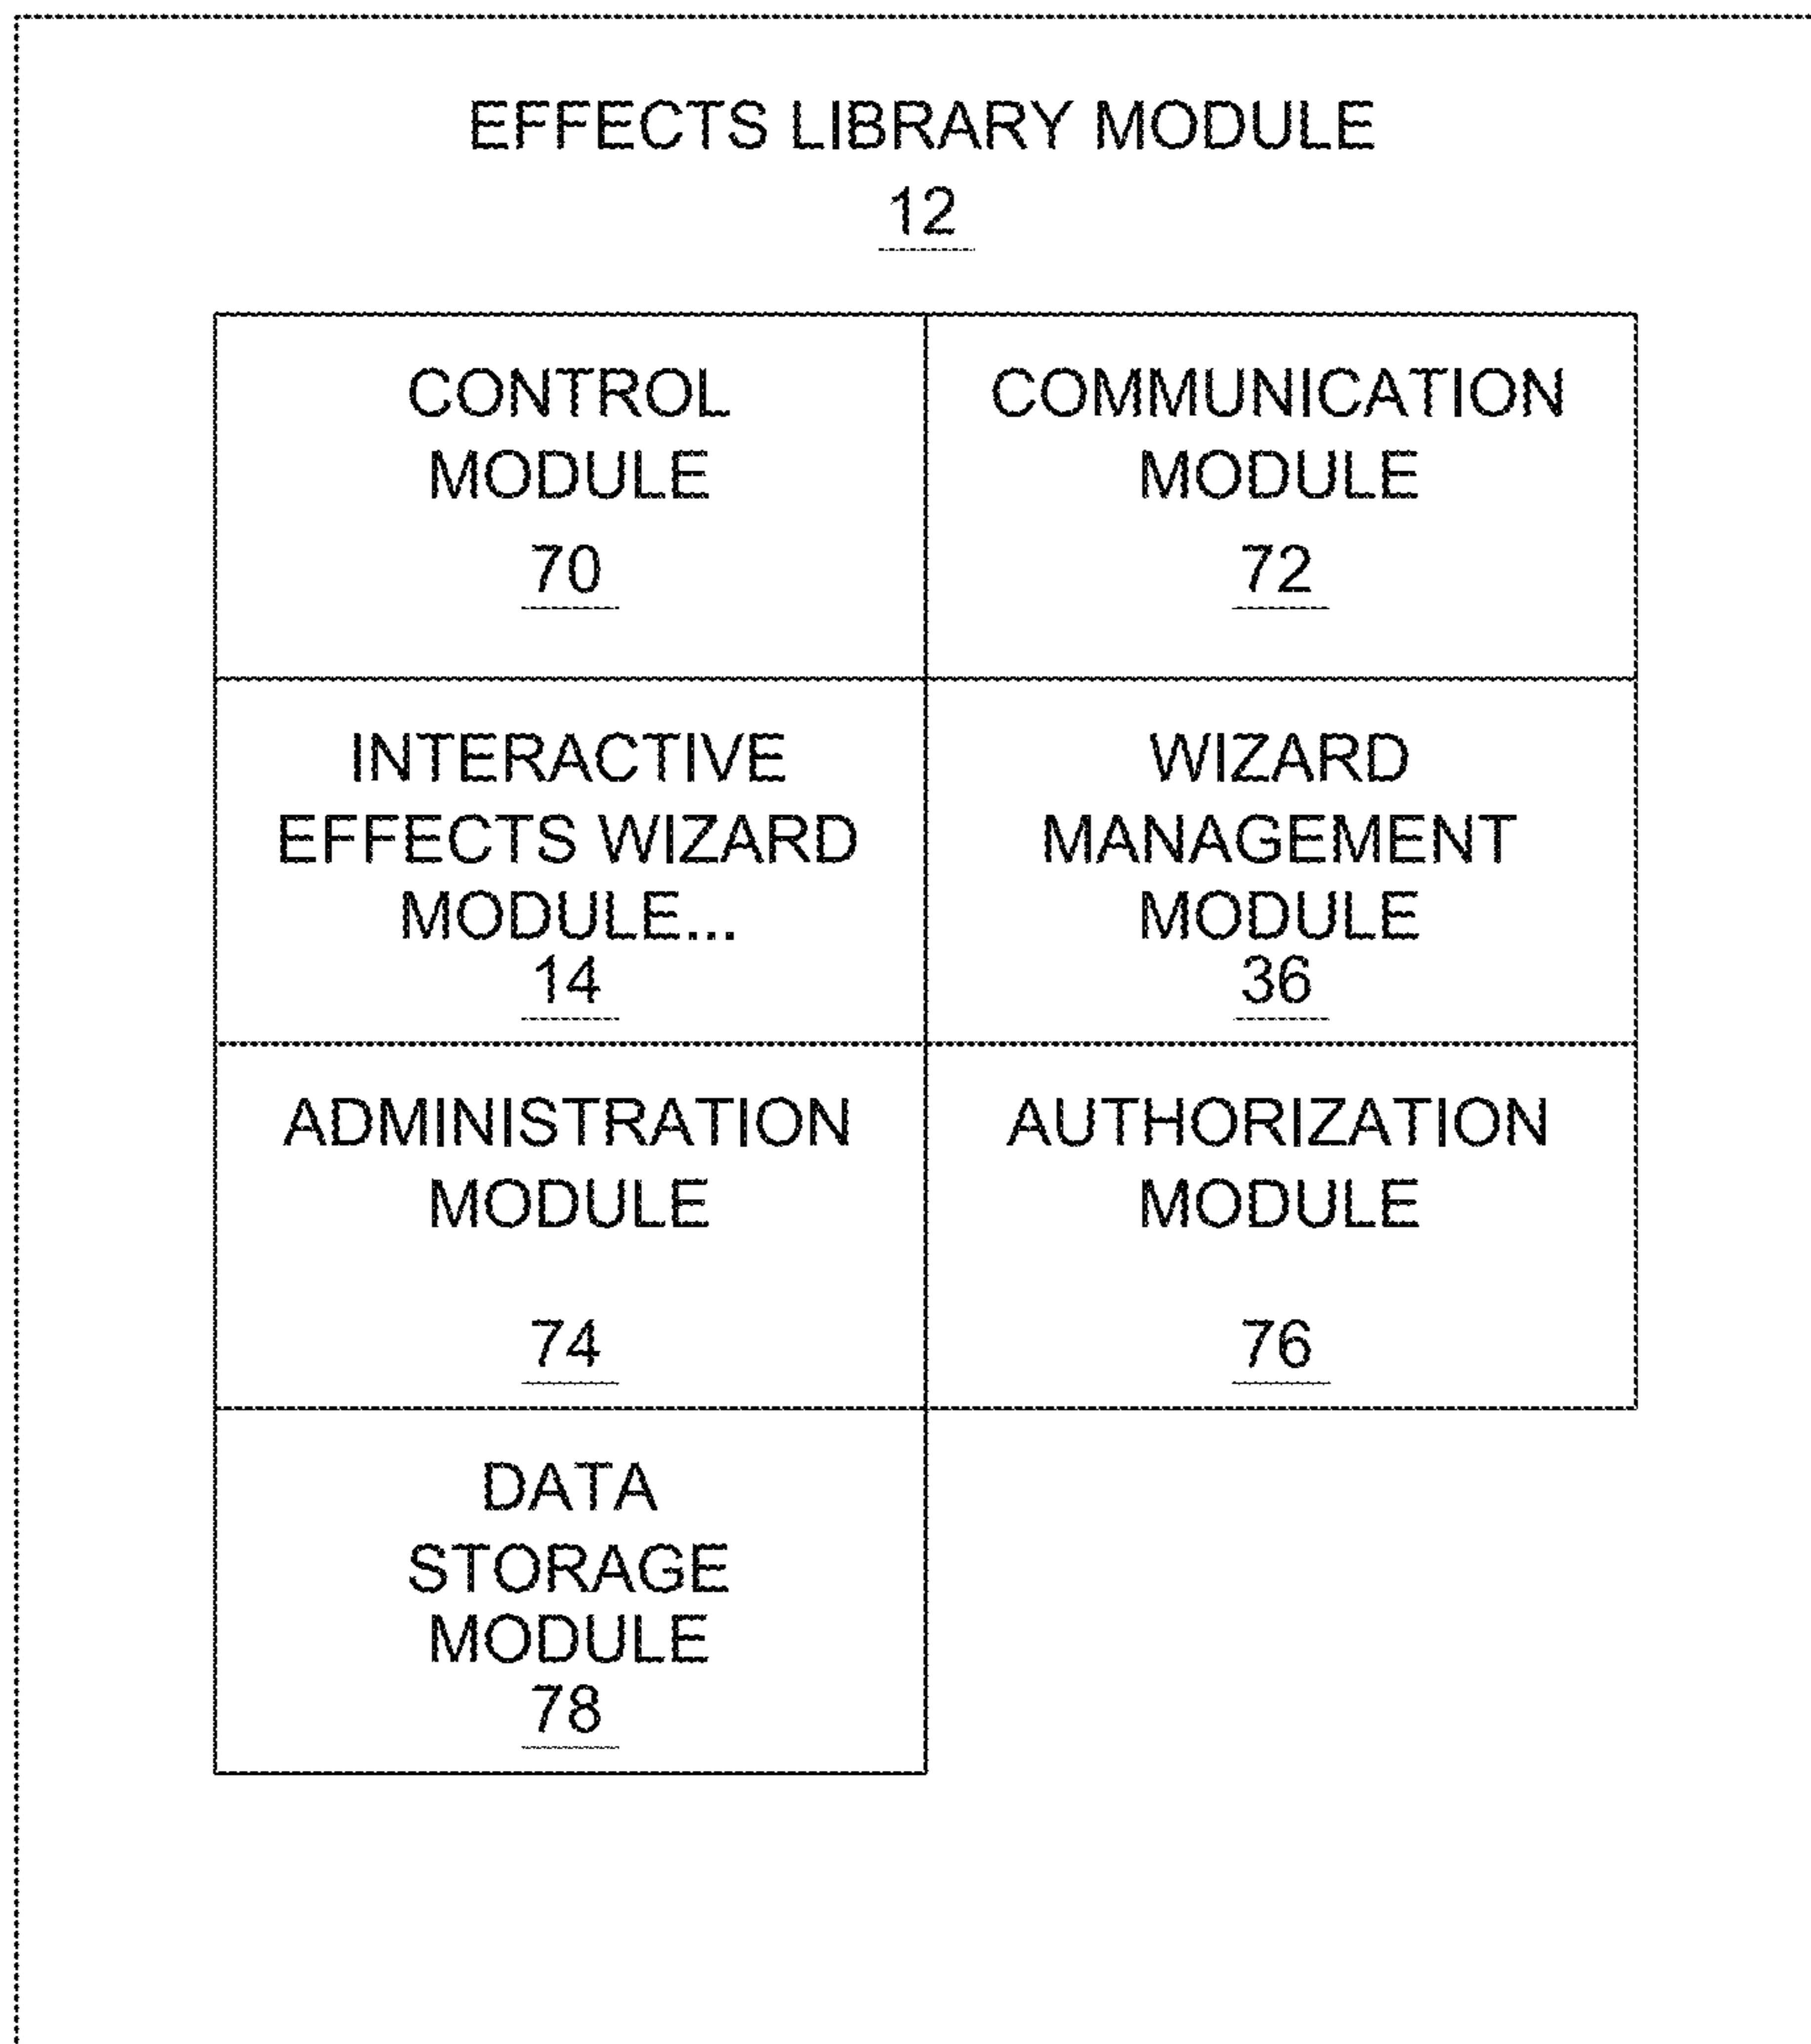 EFFECTS LIBRARY MODULE
12
CONTROL
MODULE
70
COMMUNICATION
MODULE
72
INTERACTIVE
EFFECTS WIZARD
MODULE...
14
WIZARD
MANAGEMENT
MODULE
36
ADMINISTRATION
MODULE
74
AUTHORIZATION
MODULE
76
DATA
STORAGE
MODULE
78